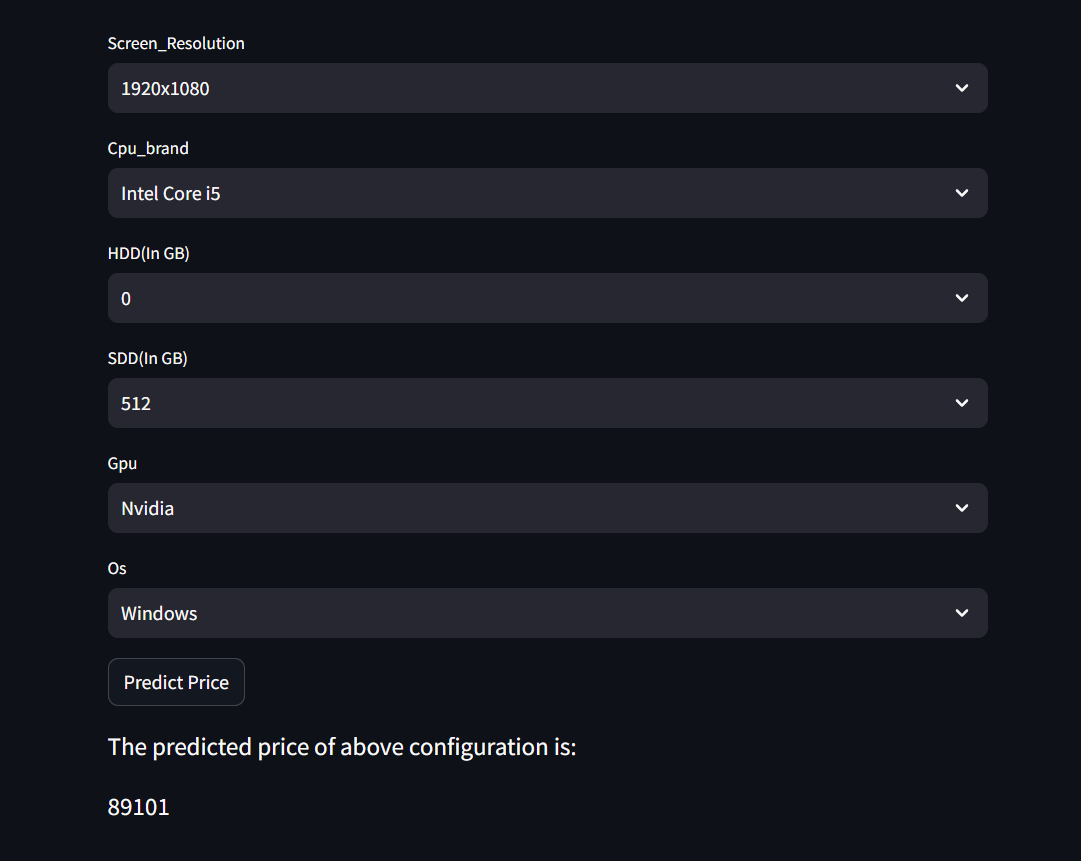 Screen_Resolution
1920x1080
Cpu_brand
Intel Core i5
HDD(In GB)
0
SDD(In GB)
512
Gpu
Nvidia
Os
Windows
Predict Price
The predicted price of above configuration is:
89101